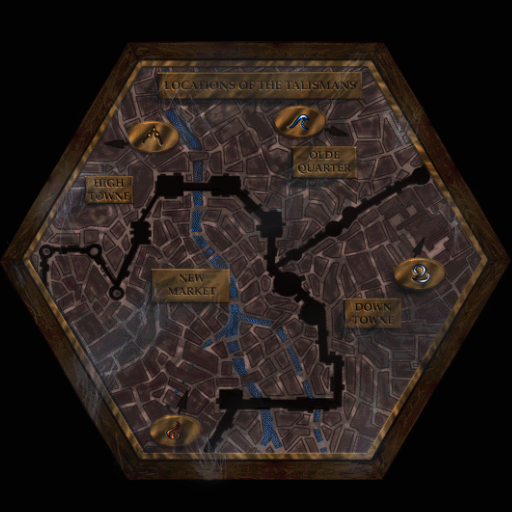 LOCATIONS OF THE TALISMANS
OLDE
QUARTER
HIGH
TOWNE
NEW
MARKET
DOWN
TOWNE